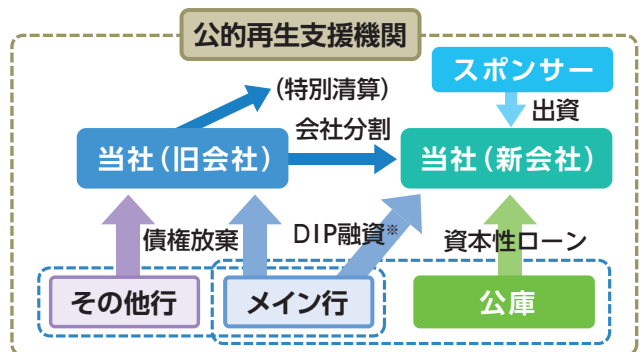 公的再生支援機関
スポンサー
(特別清算)
出資
会社分割
当社(旧会社)
当社(新会社)
債権放棄
DIP融資※
資本性ローン
その他行
メイン行
公庫